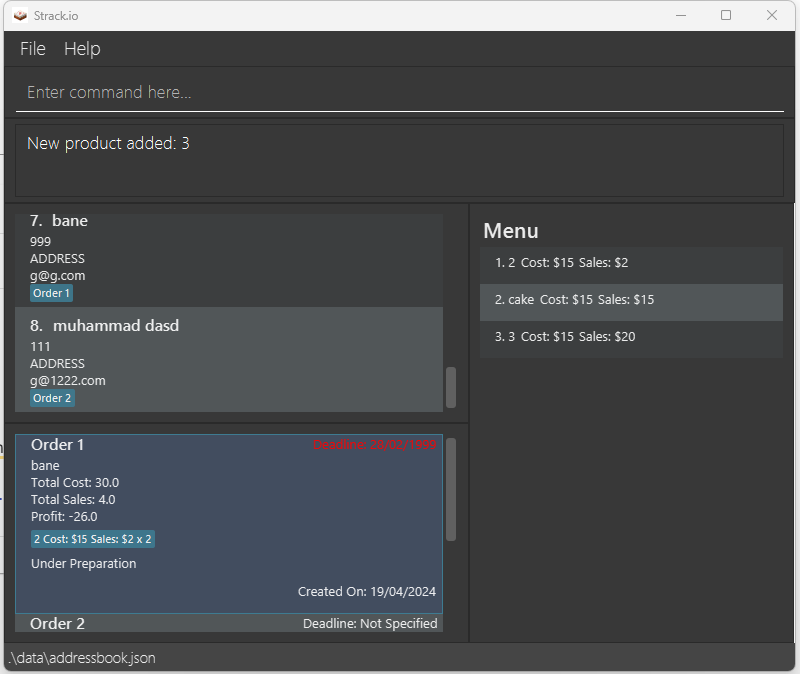 Strack.io
File Help
Enter command here...
New product added: 3
7. bane
999
ADDRESS
g@g.com
Order 1
8. muhammad dasd
111
ADDRESS
g@1222.com
Order 2
Order 1
Deadline: 28/02/1999
bane
Total Cost: 30.0
Total Sales: 4.0
Profit: -26.0
2 Cost: $15 Sales: $2 x 2
Under Preparation
Created On: 19/04/2024
Order 2
Deadline: Not Specified
Menu
1. 2 Cost: $15 Sales: $2
2. cake Cost: $15 Sales: $15
3. 3 Cost: $15 Sales: $20
.\data\addressbook.json